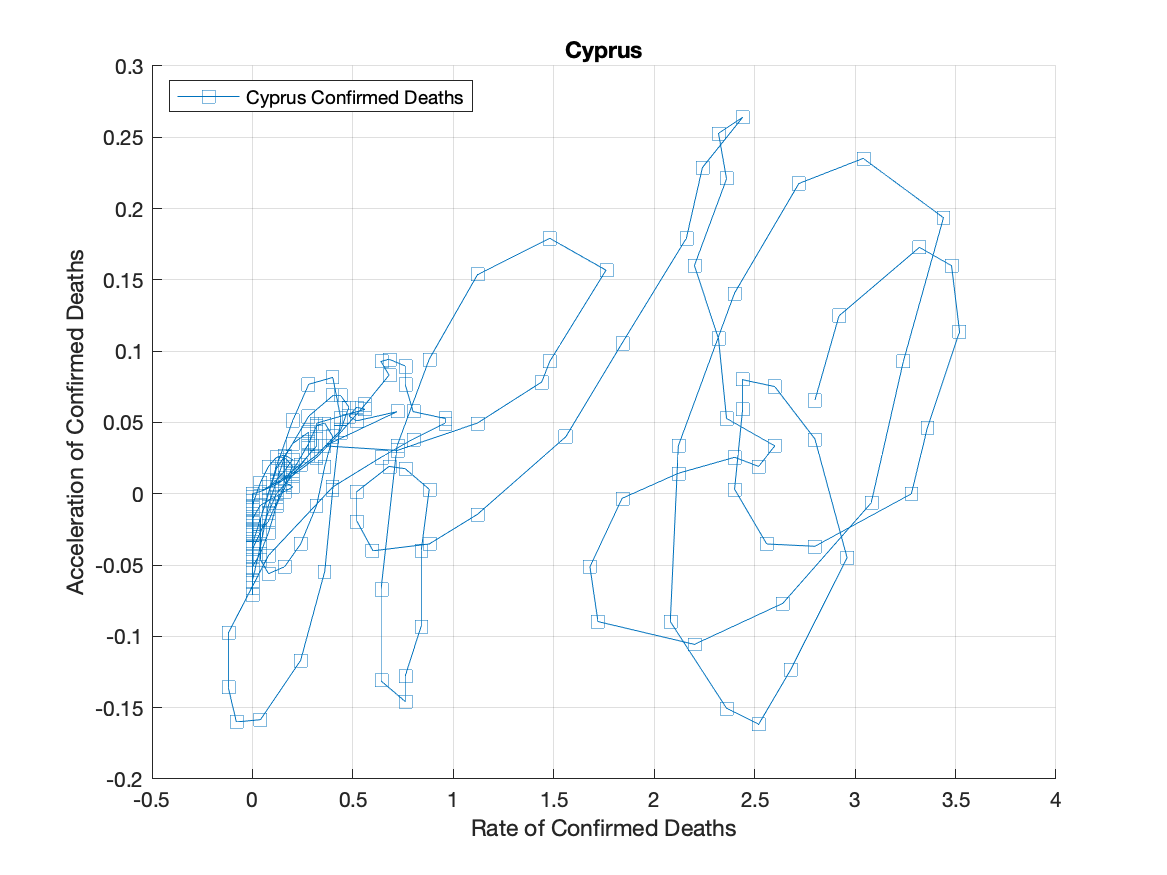 Cyprus
Cyprus Confirmed Deaths
0.3
0.25
0.2
0.15
0.1
0.05
0
-0.05
-0.1
-0.15
-0.2
Acceleration of Confirmed Deaths
-0.5 0 0.5 1 1.5 2 2.5 3 3.5 4
Rate of Confirmed Deaths